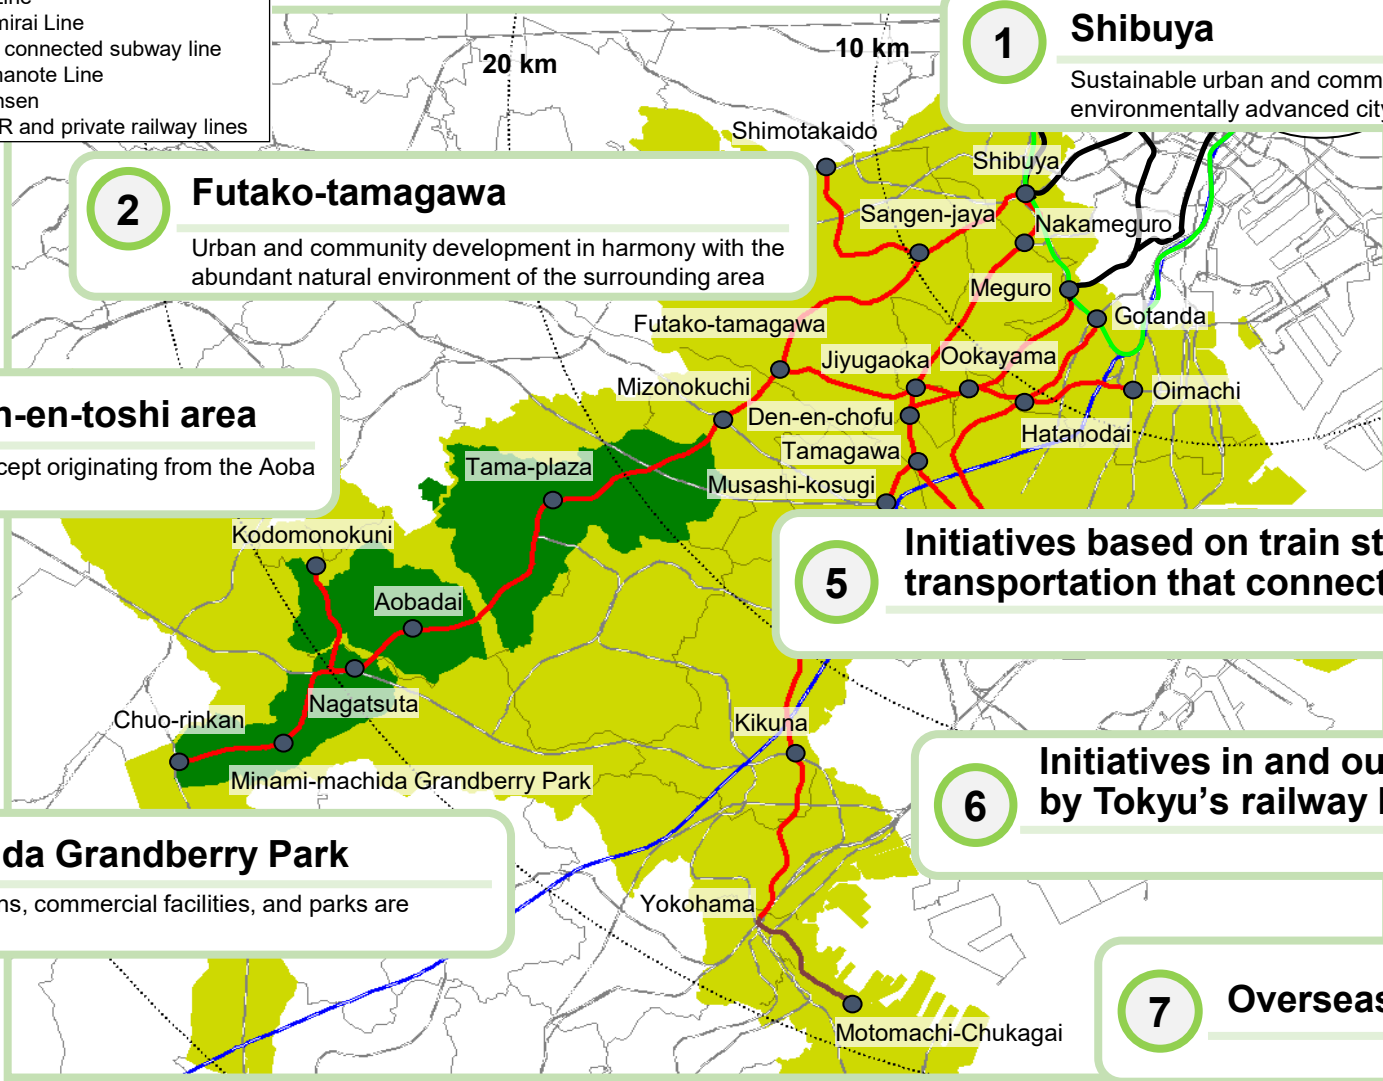 Line
mirai Line
connected subway line
manote Line
nsen
R and private railway lines
20 km
10 km
1
Shibuya
Sustainable urban and comm
environmentally advanced city
Shimotakaido
Shibuya
2
Futako-tamagawa
Urban and community development in harmony with the
abundant natural environment of the surrounding area
Sangen-jaya
Nakameguro
Meguro
Gotanda
Futako-tamagawa
Jiyugaoka
Ookayama
Mizonokuchi
Oimachi
Den-en-chofu
Hatanodai
Tamagawa
Musashi-kosugi
n-en-toshi area
cept originating from the Aoba
Tama-plaza
Kodomonokuni
Aobadai
5
Initiatives based on train st
transportation that connect
Nagatsuta
Chuo-rinkan
Kikuna
Minami-machida Grandberry Park
6
Initiatives in and ou
by Tokyu's railway
da Grandberry Park
ns, commercial facilities, and parks are
Yokohama
7
Overseas
Motomachi-Chukagai